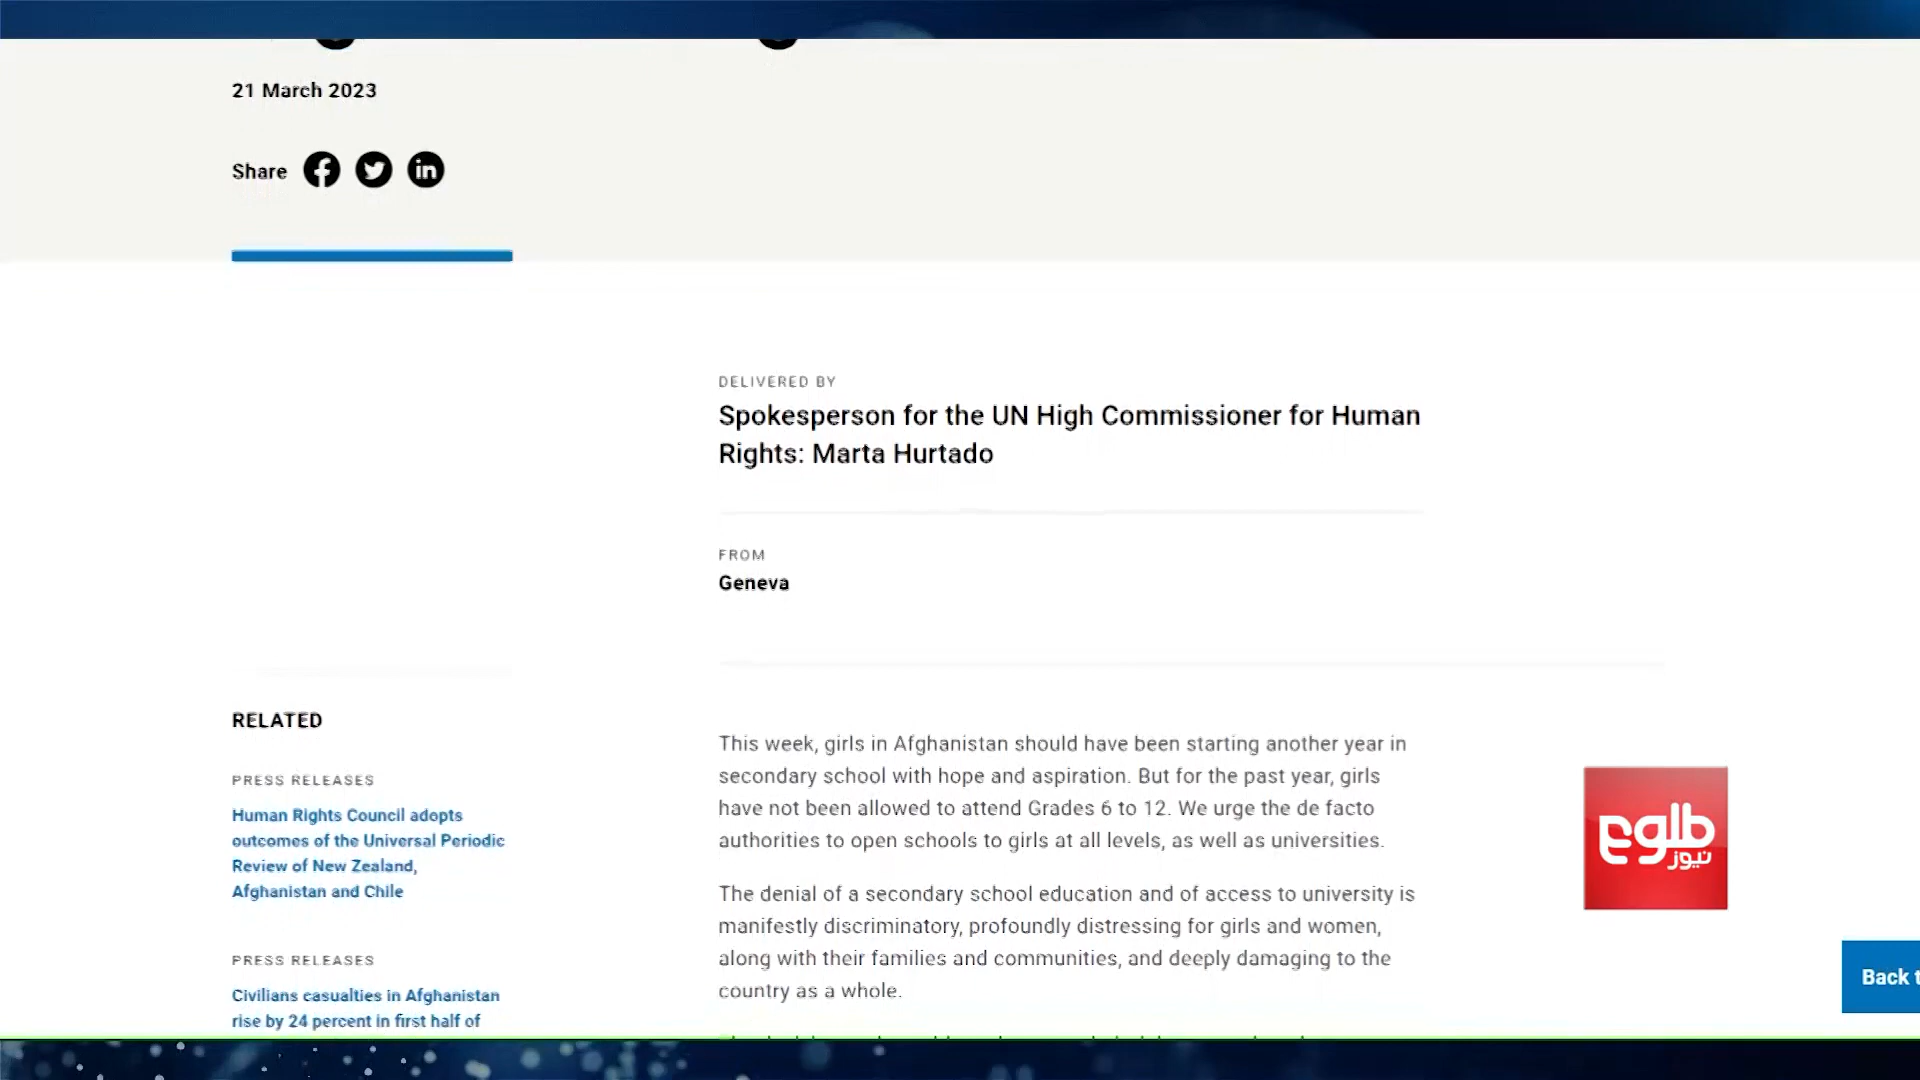 21 March 2023
Share
DELIVERED BY
Spokesperson for the UN High Commissioner for Human
Rights: Marta Hurtado
FROM
Geneva
RELATED
PRESS RELEASES
Human Rights Council adopts
outcomes of the Universal Periodic
Review of New Zealand,
Afghanistan and Chile
PRESS RELEASES
Civilians casualties in Afghanistan
rise by 24 percent in first half of
This week, girls in Afghanistan should have been starting another year in
secondary school with hope and aspiration. But for the past year, girls
have not been allowed to attend Grades 6 to 12. We urge the de facto
authorities to open schools to girls at all levels, as well as universities.
The denial of a secondary school education and of access to university is
manifestly discriminatory, profoundly distressing for girls and women,
along with their families and communities, and deeply damaging to the
country as a whole.
طلوع
نیوز
Back t